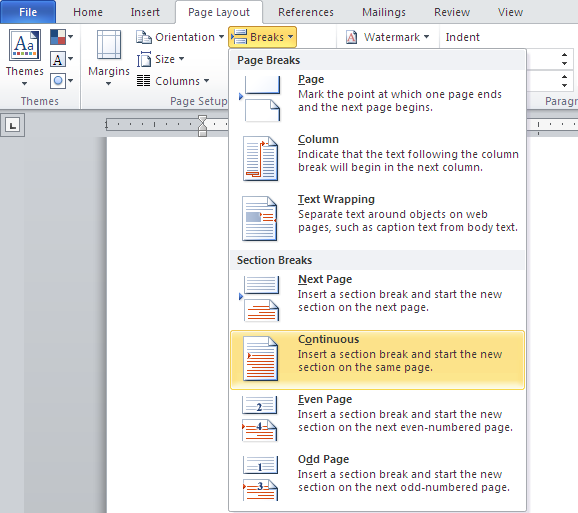 File Home Insert Page Layout References Mailings Review View
Aa Themes
Margins
Orientation
Size
Columns
Breaks
Watermark
Indent
Themes Page Setup Paragr
L
Page Breaks
Page
Mark the point at which one page ends
and the next page begins.
Column
Indicate that the text following the column
break will begin in the next column.
Text Wrapping
Separate text around objects on web
pages, such as caption text from body text.
Section Breaks
Next Page
Insert a section break and start the new
section on the next page.
Continuous
Insert a section break and start the new
section on the same page.
Even Page
Insert a section break and start the new
section on the next even-numbered page.
2
4
Odd Page
Insert a section break and start the new
section on the next odd-numbered page.
1
3